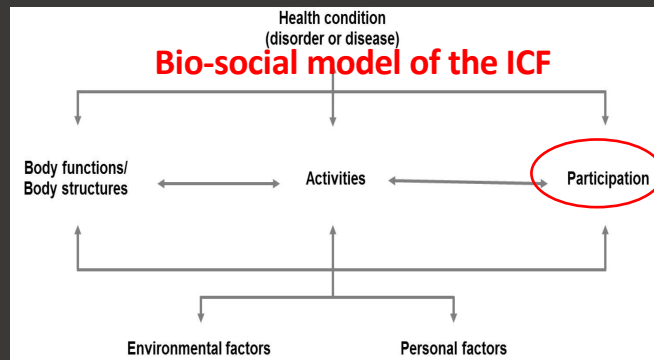 Health condition
(disorder or disease)
Bio-social model of the ICF
Body functions/
Body structures
Activities
Participation
Environmental factors
Personal factors